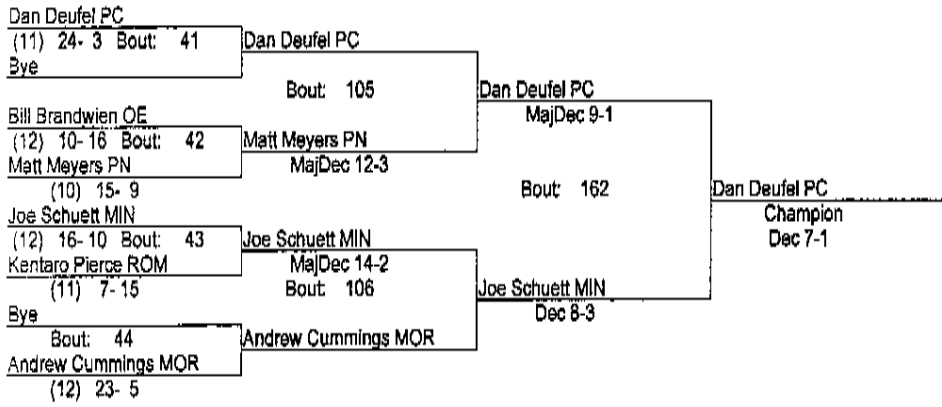 Dan Deufel PC
(11) 24- 3 Bout: 41
Bye
Dan Deufel PC
Bout: 105
Bill Brandwien OE
(12) 10- 16 Bout: 42
Matt Meyers PN
(10) 15- 9
Matt Meyers PN
MajDec 12-3
Dan Deufel PC
MajDec 9-1
Joe Schuett MIN
(12) 16- 10 Bout: 43
Kentaro Pierce ROM
(11) 7- 15
Joe Schuett MIN
MajDec 14-2
Bout: 106
Bye
Bout: 44
Andrew Cummings MOR
(12) 23- 5
Andrew Cummings MOR
Joe Schuett MIN
Dec 8-3
Bout: 162
Dan Deufel PC
Champion
Dec 7-1